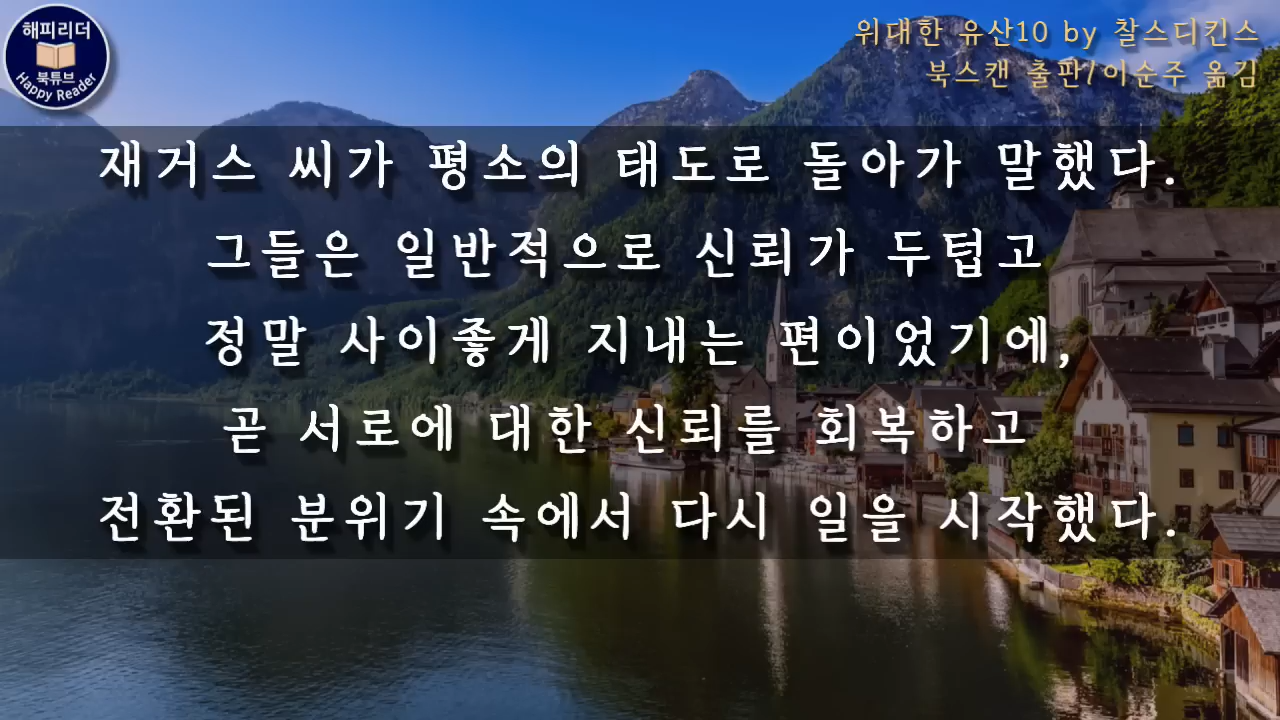 해피리더
북튜브
Happy Reader
위대한 유산10 by 찰스디킨스
북스캔 출판/이순주 옮김
재거스 씨가 평소의 태도로 돌아가 말했다.
그들은 일반적으로 신뢰가 두텁고
정말 사이좋게 지내는 편이었기에,
곧 서로에 대한 신뢰를 회복하고
전환된 분위기 속에서 다시 일을 시작했다.